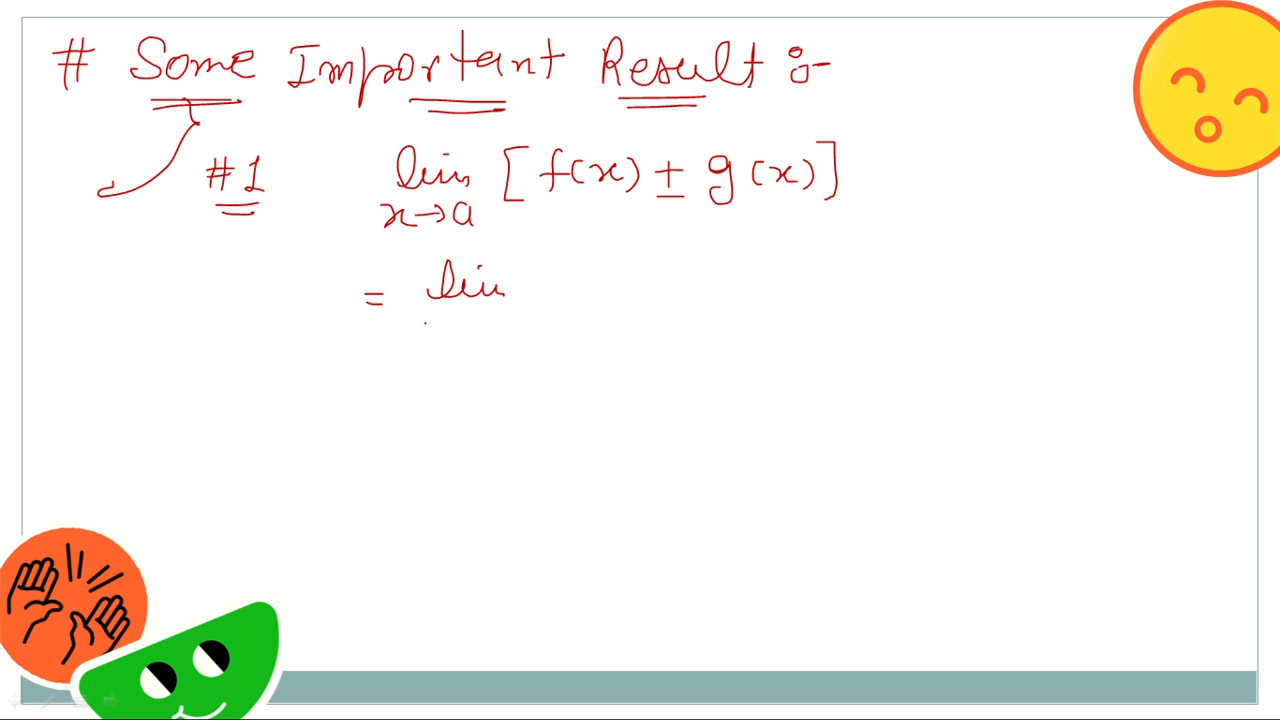 # Some Important Result :-
#1 lim [f(x) ± g(x)]
x→a
= lim